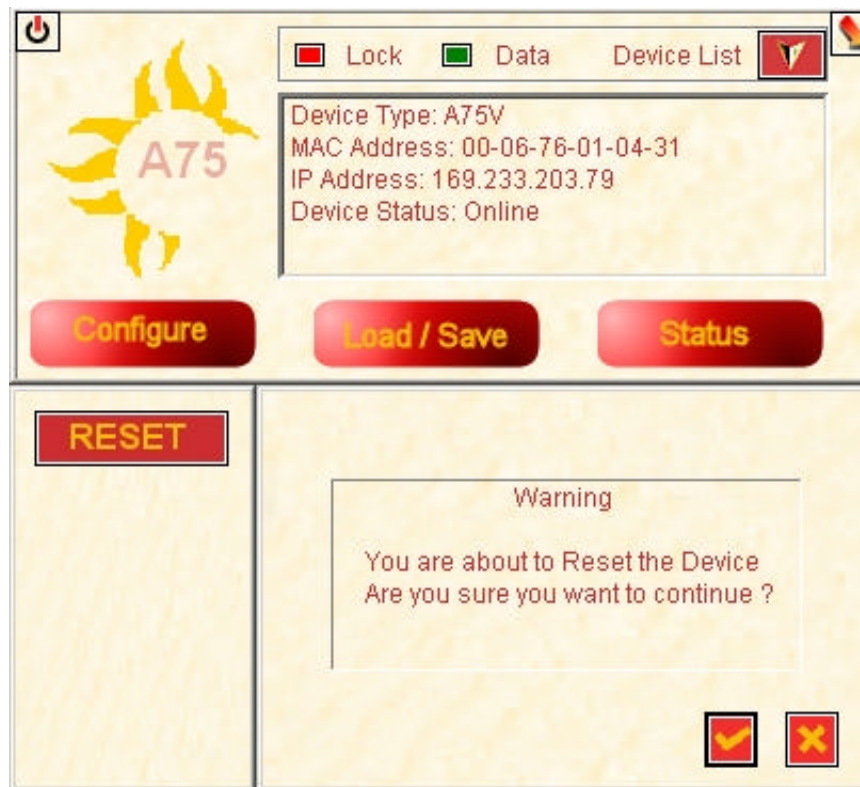 Lock Data Device List
A75
Device Type: A75V
MAC Address: 00-06-76-01-04-31
IP Address: 169.233.203.79
Device Status: Online
Configure Load / Save Status
RESET
Warning
You are about to Reset the Device
Are you sure you want to continue ?